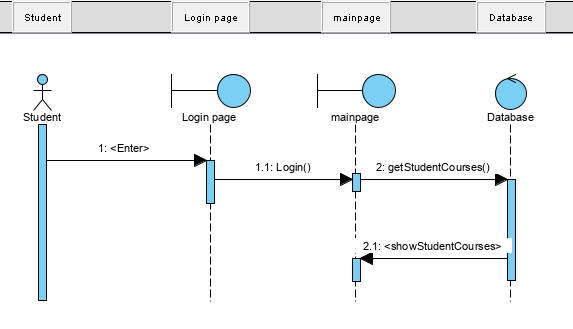 Student
Login page
mainpage
Database
Student
Login page
mainpage
Database
1: <Enter>
1.1: Login()
2: getStudentCourses()
2.1: <showStudentCourses>